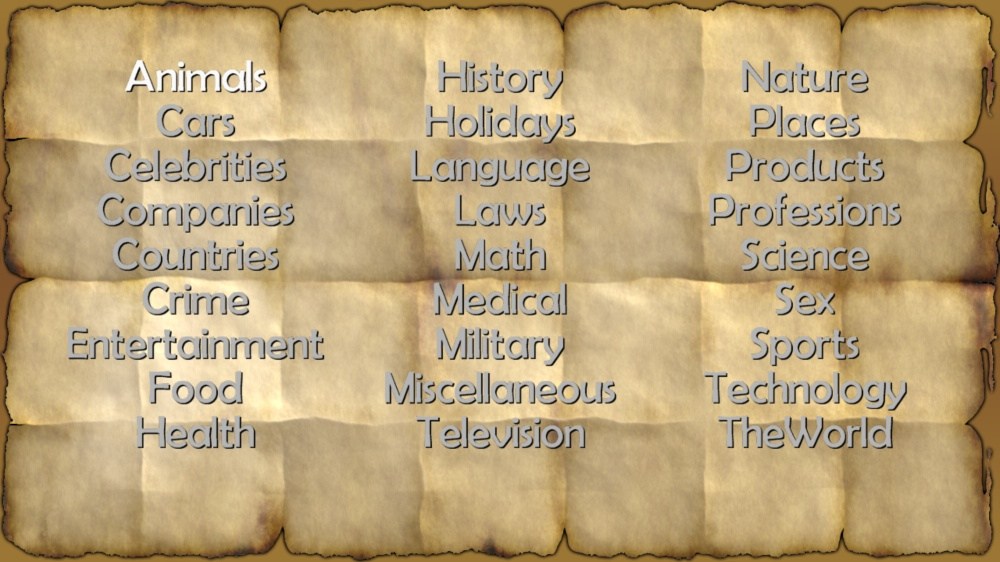 Animals
Cars
Celebrities
Companies
Countries
Crime
Entertainment
Food
Health
History
Holidays
Language
Laws
Math
Medical
Military
Miscellaneous
Television
Nature
Places
Products
Professions
Science
Sex
Sports
Technology
TheWorld